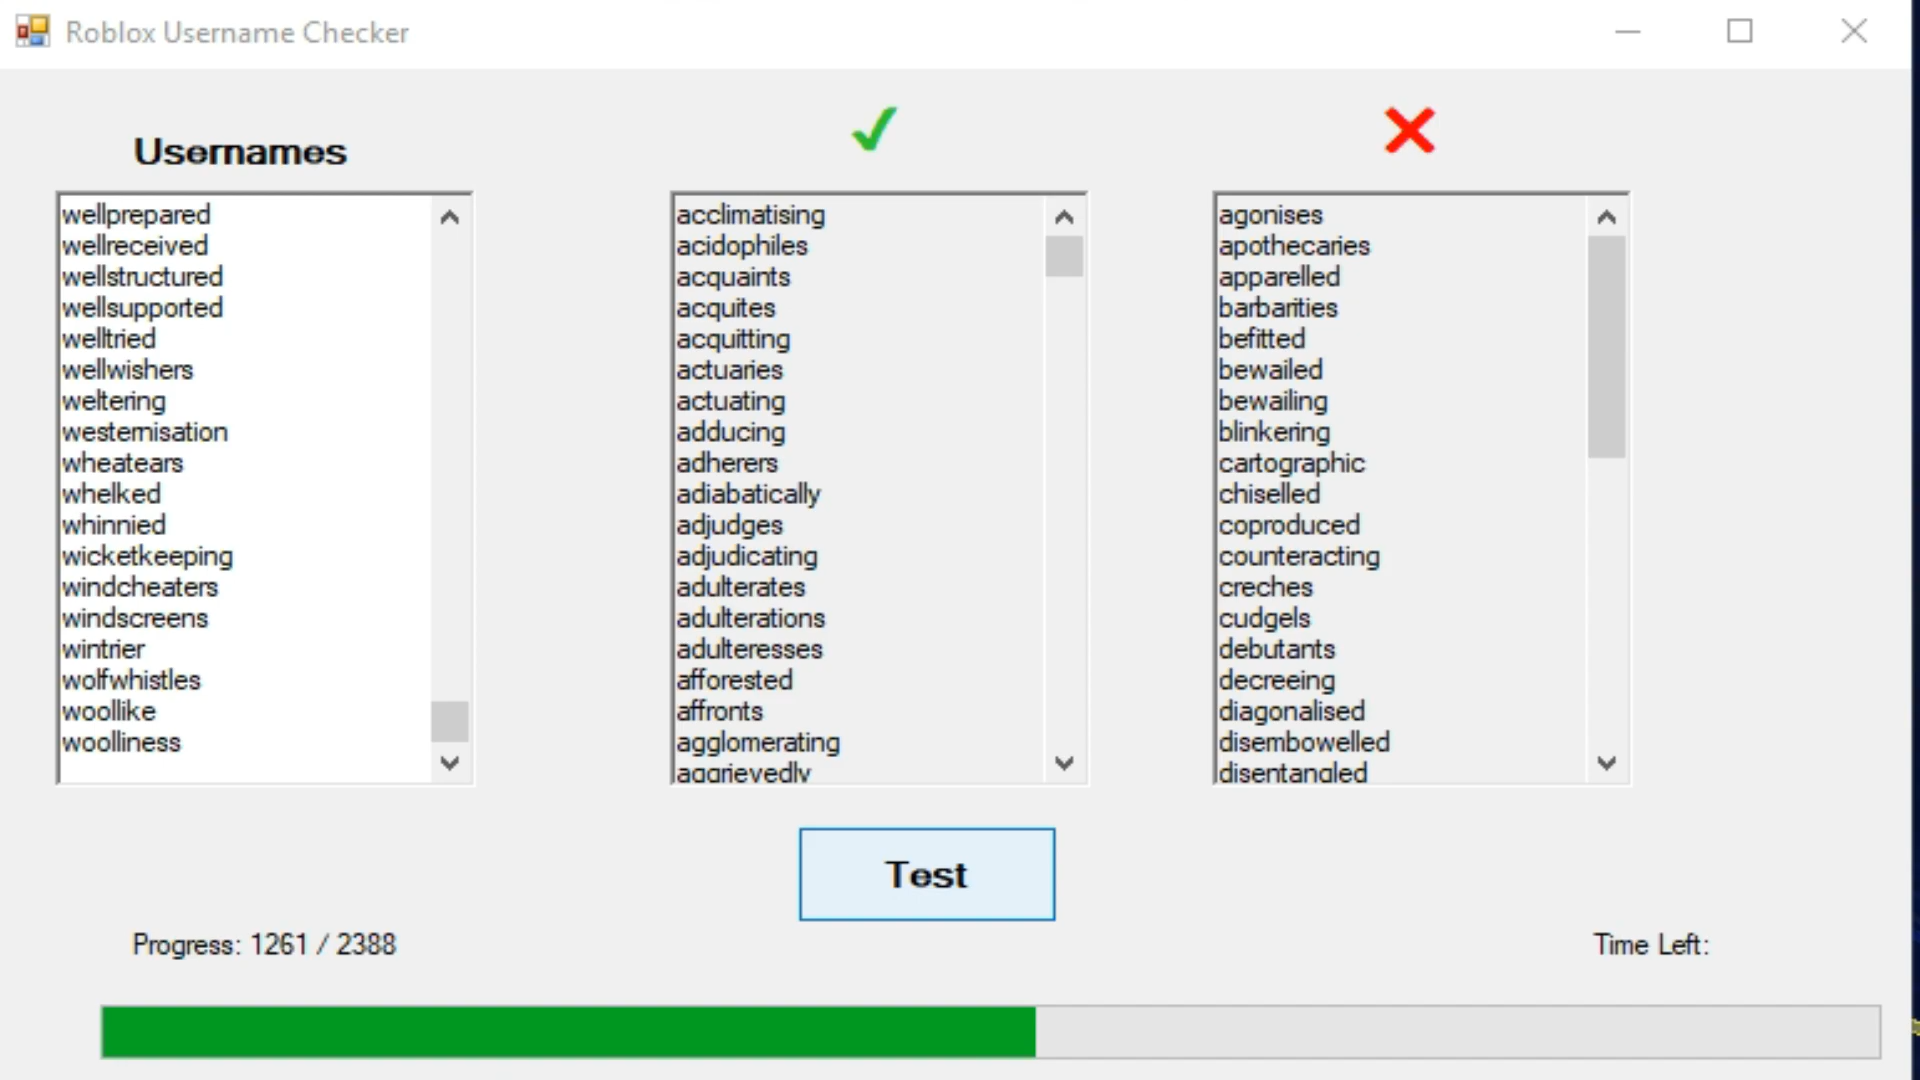 Roblox Username Checker
Usernames
wellprepared
wellreceived
wellstructured
wellsupported
welltried
wellwishers
weltering
westernisation
wheatears
whelked
whinnied
wicketkeeping
windcheaters
windscreens
wintrier
wolfwhistles
woollike
woolliness
acclimatising
acidophiles
acquaints
acquites
acquitting
actuaries
actuating
adducing
adherers
adiabatically
adjudges
adjudicating
adulterates
adulterations
adulteresses
afforested
affronts
agglomerating
aggrievedly
agonises
apothecaries
apparelled
barbarities
befitted
bewailed
bewailing
blinkering
cartographic
chiselled
coproduced
counteracting
creches
cudgels
debutants
decreeing
diagonalised
disembowelled
disentangled
Test
Progress: 1261 / 2388
Time Left: